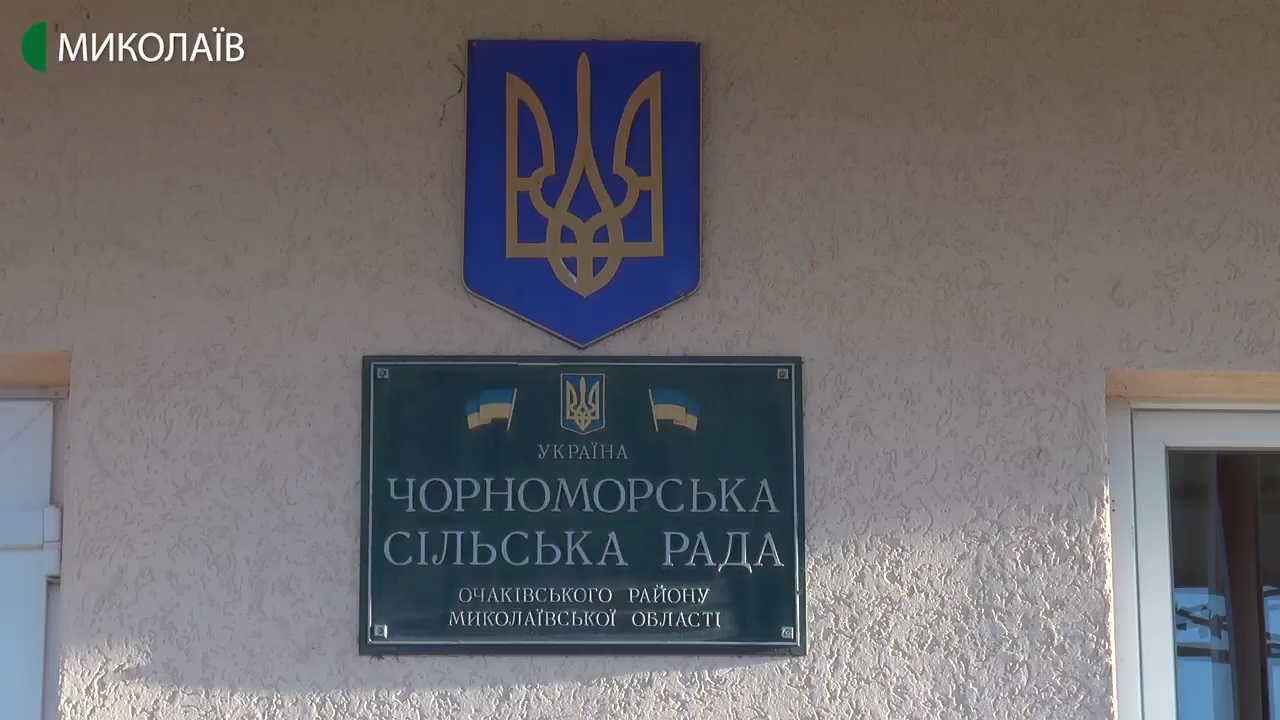 МИКОЛАЇВ
УКРАЇНА
ЧОРНОМОРСЬКА
СІЛЬСЬКА РАДА
ОЧАКІВСЬКОГО РАЙОНУ
МИКОЛАЇВСЬКОЇ ОБЛАСТІ